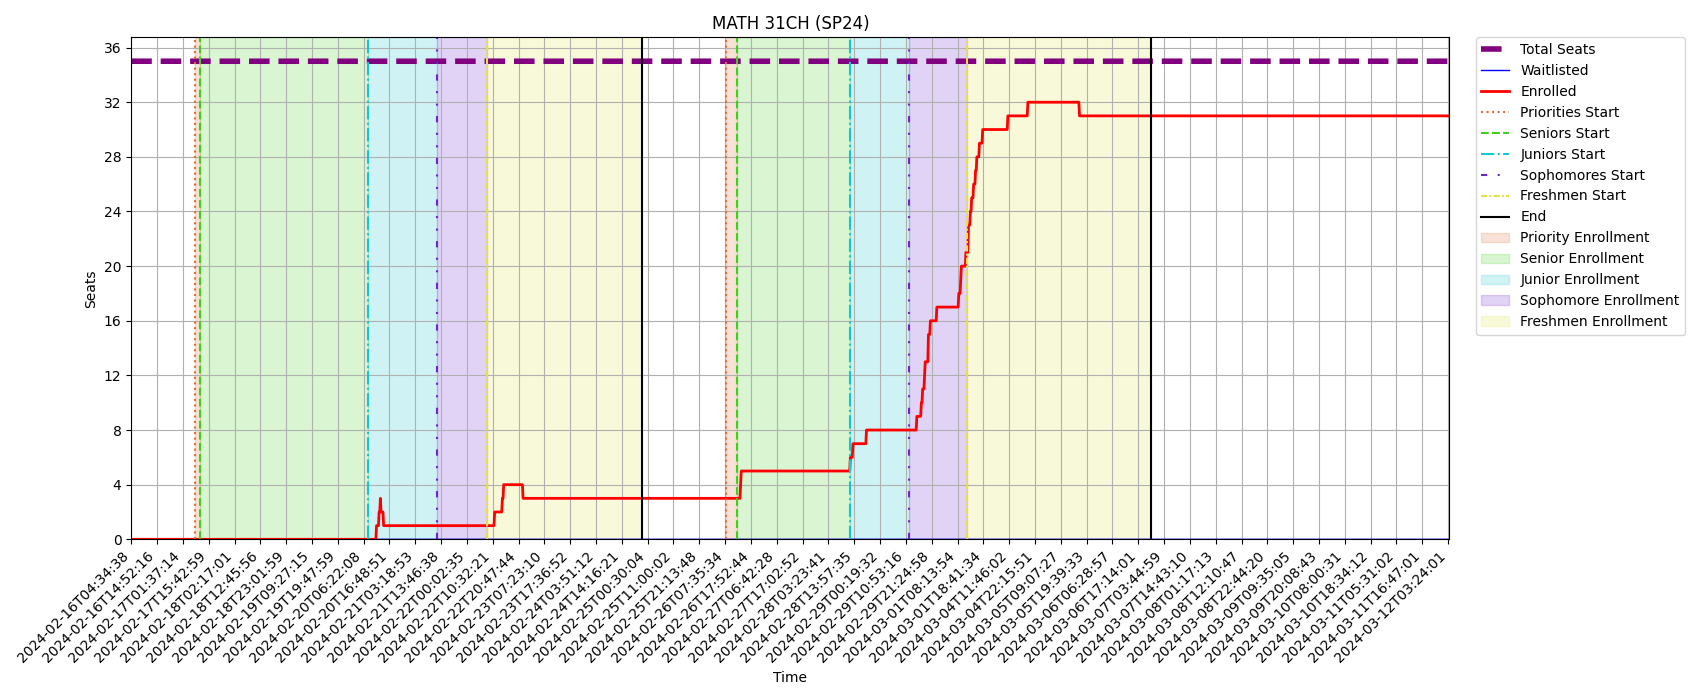 MATH 31CH (SP24)
36
32
28
24
20
16
12
8
4
0
Seats
2024-02-16T04:34:38
2024-02-16T14:52:16
2024-02-17T01:37:14
2024-02-17T15:42:59
2024-02-18T02:17:01
2024-02-18T12:45:56
2024-02-18T23:01:59
2024-02-19T09:27:15
2024-02-19T19:47:59
2024-02-20T06:22:08
2024-02-20T16:48:51
2024-02-21T03:18:53
2024-02-21T13:46:38
2024-02-22T00:02:35
2024-02-22T10:32:21
2024-02-22T20:47:44
2024-02-23T07:23:10
2024-02-23T17:36:52
2024-02-24T03:51:12
2024-02-24T14:16:21
2024-02-25T00:30:04
2024-02-25T11:00:02
2024-02-25T21:13:48
2024-02-26T07:35:34
2024-02-26T17:52:44
2024-02-27T06:42:28
2024-02-27T17:02:52
2024-02-28T03:23:41
2024-02-28T13:57:35
2024-02-29T00:19:32
2024-02-29T10:53:16
2024-02-29T21:24:58
2024-03-01T08:13:54
2024-03-01T18:41:34
2024-03-04T11:46:02
2024-03-04T22:15:51
2024-03-05T09:07:27
2024-03-05T19:39:33
2024-03-06T06:28:57
2024-03-06T17:14:01
2024-03-07T03:44:59
2024-03-07T14:43:10
2024-03-08T01:17:13
2024-03-08T12:10:47
2024-03-08T22:44:20
2024-03-09T09:35:05
2024-03-09T20:08:43
2024-03-10T08:00:31
2024-03-10T18:34:12
2024-03-11T05:31:02
2024-03-11T16:47:01
2024-03-12T03:24:01
Time
Total Seats
Waitlisted
Enrolled
Priorities Start
Seniors Start
Juniors Start
Sophomores Start
Freshmen Start
End
Priority Enrollment
Senior Enrollment
Junior Enrollment
Sophomore Enrollment
Freshmen Enrollment